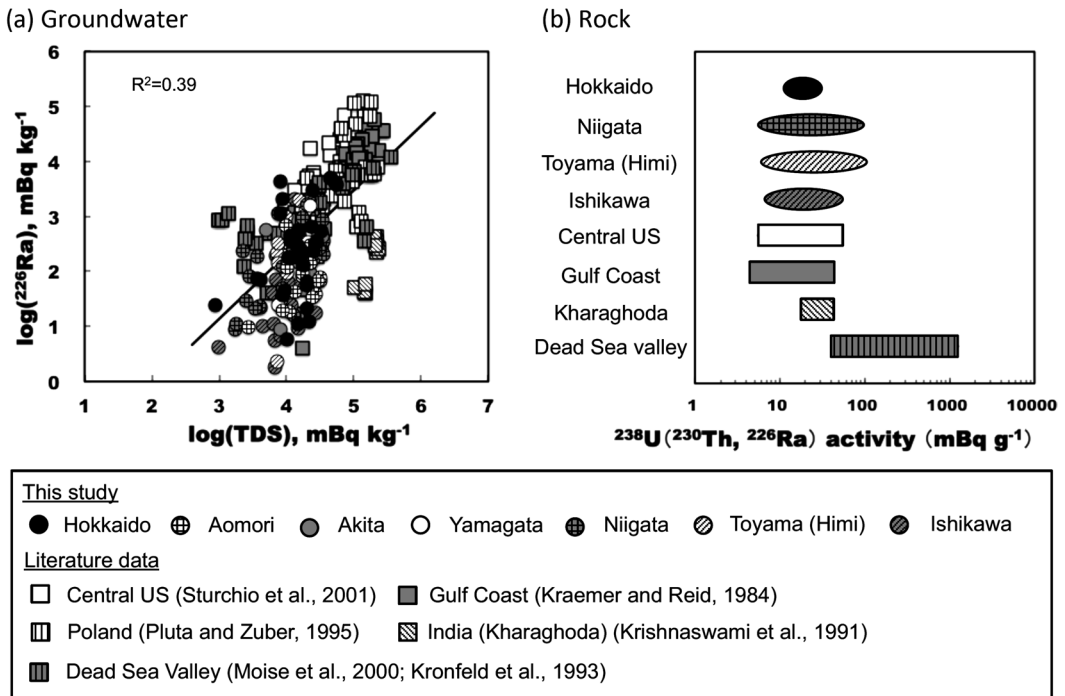 (a) Groundwater
R²=0.39
log(²²⁶Ra), mBq kg⁻¹
6
5
4
3
2
1
0
1 2 3 4 5 6 7
log(TDS), mBq kg⁻¹
(b) Rock
Hokkaido
Niigata
Toyama (Himi)
Ishikawa
Central US
Gulf Coast
Kharaghoda
Dead Sea valley
1 10 100 1000 10000
²³⁸U(²³⁰Th, ²²⁶Ra) activity (mBq g⁻¹)
This study
Hokkaido Aomori Akita Yamagata Niigata Toyama (Himi) Ishikawa
Literature data
Central US (Sturchio et al., 2001) Gulf Coast (Kraemer and Reid, 1984)
Poland (Pluta and Zuber, 1995) India (Kharaghoda) (Krishnaswami et al., 1991)
Dead Sea Valley (Moise et al., 2000; Kronfeld et al., 1993)